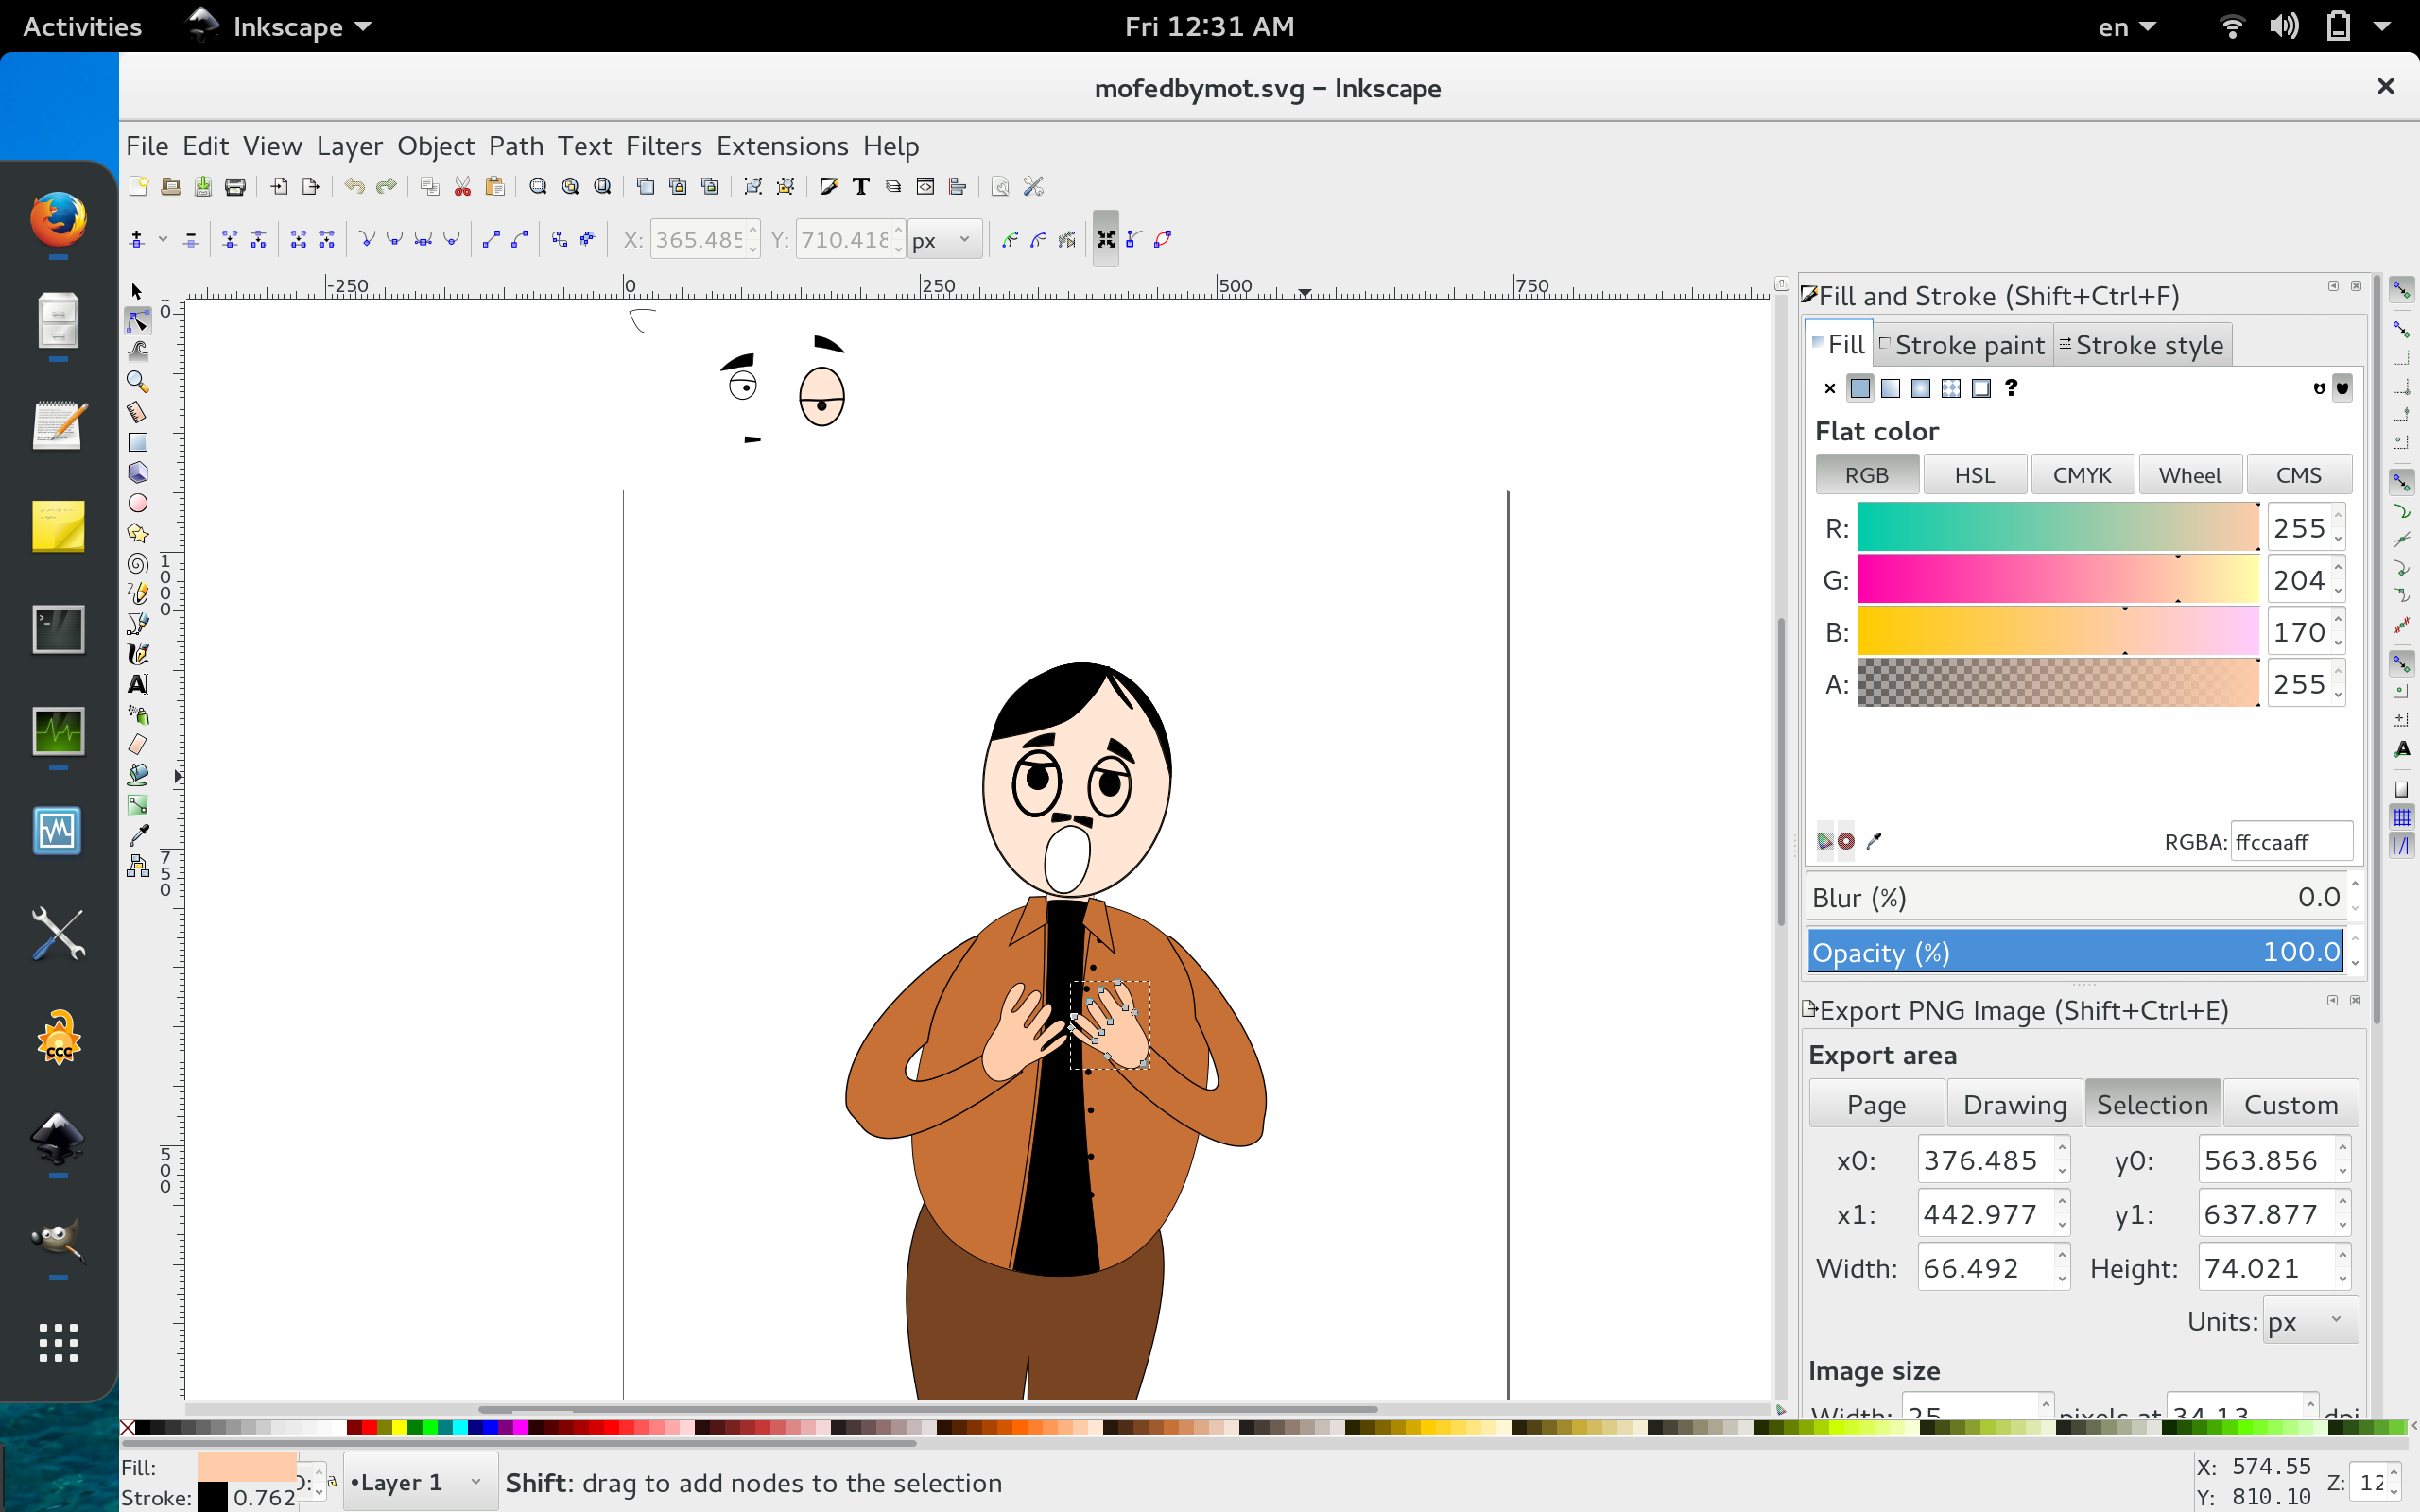 Activities Inkscape Fri 12:31 AM en
mofedbymot.svg – Inkscape
File Edit View Layer Object Path Text Filters Extensions Help
X: 365.485 Y: 710.418 px
-250 0 250 500 750
1000
750
500
Fill and Stroke (Shift+Ctrl+F)
Fill Stroke paint Stroke style
Flat color
RGB HSL CMYK Wheel CMS
R: 255
G: 204
B: 170
A: 255
RGBA: ffccaaff
Blur (%) 0.0
Opacity (%) 100.0
Export PNG Image (Shift+Ctrl+E)
Export area
Page Drawing Selection Custom
x0: 376.485 y0: 563.856
x1: 442.977 y1: 637.877
Width: 66.492 Height: 74.021
Units: px
Image size
Width: 25 pixels at 34.13 dpi
ccc
Fill: O: •Layer 1 Shift: drag to add nodes to the selection
Stroke: 0.762
X: 574.55 Z: 12
Y: 810.10